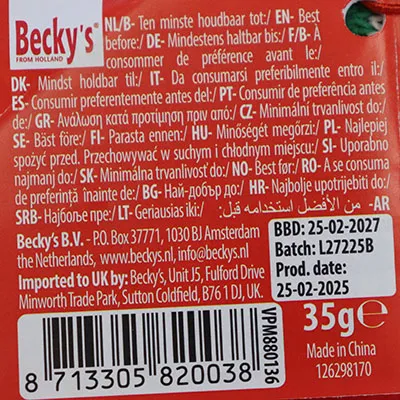 Becky's®
FROM HOLLAND
NL/B- Ten minste houdbaar tot:/ EN- Best
before:/ DE- Mindestens haltbar bis:/ F/B- À
consommer de préférence avant le:/
DK- Mindst holdbar til:/ IT- Da consumarsi preferibilmente entro il:/
ES- Consumir preferentemente antes del:/ PT- Consumir de preferência antes
de:/ GR- Ανάλωση κατά προτίμηση πριν από:/ CZ- Minimální trvanlivost do:/
SE- Bäst före:/ FI- Parasta ennen:/ HU- Minőségét megőrzi:/ PL- Najlepiej
spożyć przed. Przechowywać w suchym i chłodnym miejscu:/ SI- Uporabno
najmanj do:/ SK- Minimálna trvanlivosť do:/ NO- Best før:/ RO- A se consuma
de preferință înainte de:/ BG- Най-добър до:/ HR- Najbolje upotrijebiti do:/
SRB- Најбоље пре:/ LT- Geriausias iki:/ من الأفضل استخدامه قبل: -AR
Becky's B.V. - P.O. Box 37771, 1030 BJ Amsterdam
the Netherlands, www.beckys.nl, info@beckys.nl
Imported to UK by: Becky's, Unit J5, Fulford Drive
Minworth Trade Park, Sutton Coldfield, B76 1 DJ, UK
BBD: 25-02-2027
Batch: L27225B
Prod. date:
25-02-2025
VPM880136
8 713305 820038
35g℮
Made in China
126298170